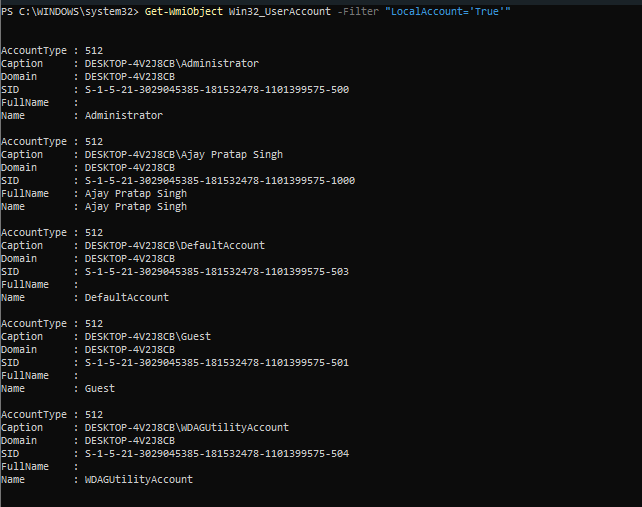 PS C:\WINDOWS\system32> Get-WmiObject Win32_UserAccount -Filter "LocalAccount='True'"
AccountType : 512
Caption : DESKTOP-4V2J8CB\Administrator
Domain : DESKTOP-4V2J8CB
SID : S-1-5-21-3029045385-181532478-1101399575-500
FullName :
Name : Administrator
AccountType : 512
Caption : DESKTOP-4V2J8CB\Ajay Pratap Singh
Domain : DESKTOP-4V2J8CB
SID : S-1-5-21-3029045385-181532478-1101399575-1000
FullName : Ajay Pratap Singh
Name : Ajay Pratap Singh
AccountType : 512
Caption : DESKTOP-4V2J8CB\DefaultAccount
Domain : DESKTOP-4V2J8CB
SID : S-1-5-21-3029045385-181532478-1101399575-503
FullName :
Name : DefaultAccount
AccountType : 512
Caption : DESKTOP-4V2J8CB\Guest
Domain : DESKTOP-4V2J8CB
SID : S-1-5-21-3029045385-181532478-1101399575-501
FullName :
Name : Guest
AccountType : 512
Caption : DESKTOP-4V2J8CB\WDAGUtilityAccount
Domain : DESKTOP-4V2J8CB
SID : S-1-5-21-3029045385-181532478-1101399575-504
FullName :
Name : WDAGUtilityAccount